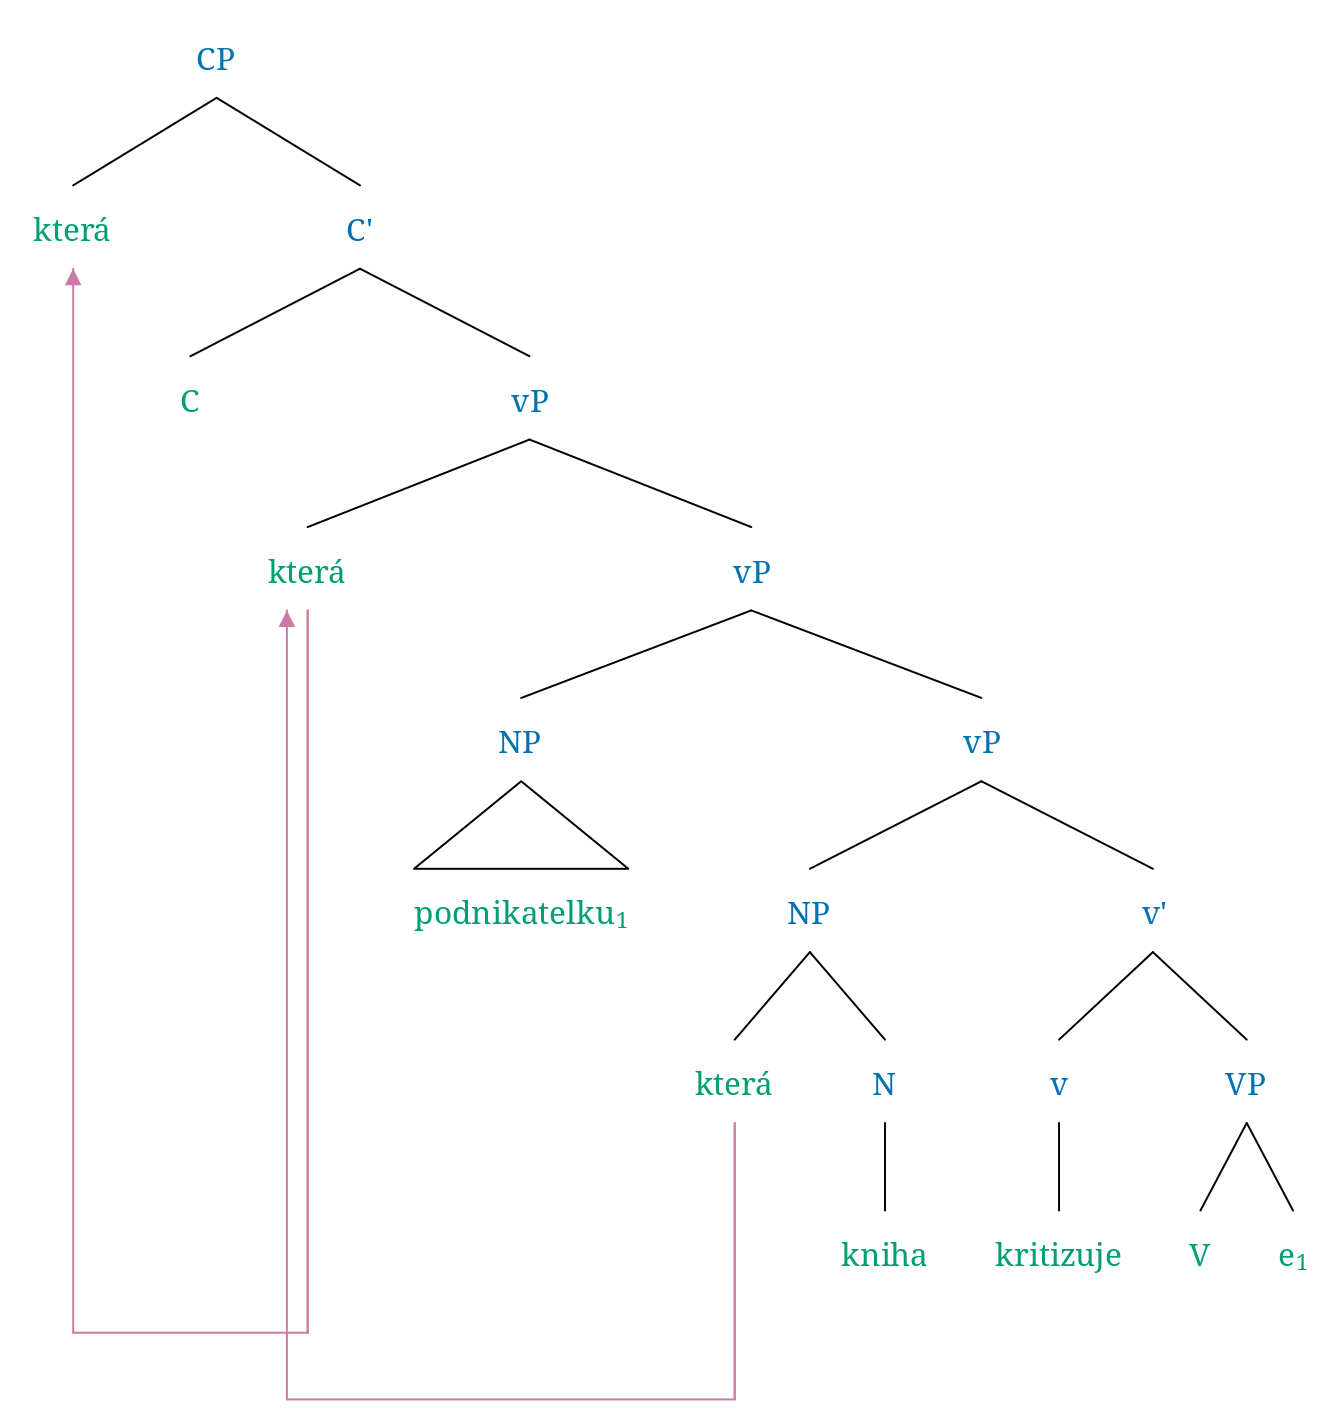 CP
která C'
C vP
která vP
NP vP
podnikatelku₁ NP v'
která N v VP
kniha kritizuje V e₁